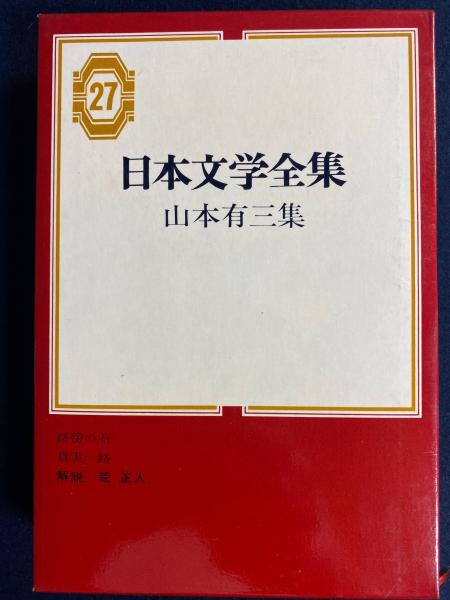 27
日本文学全集
山本有三集
路傍の石
真実一路
解説 荒 正人